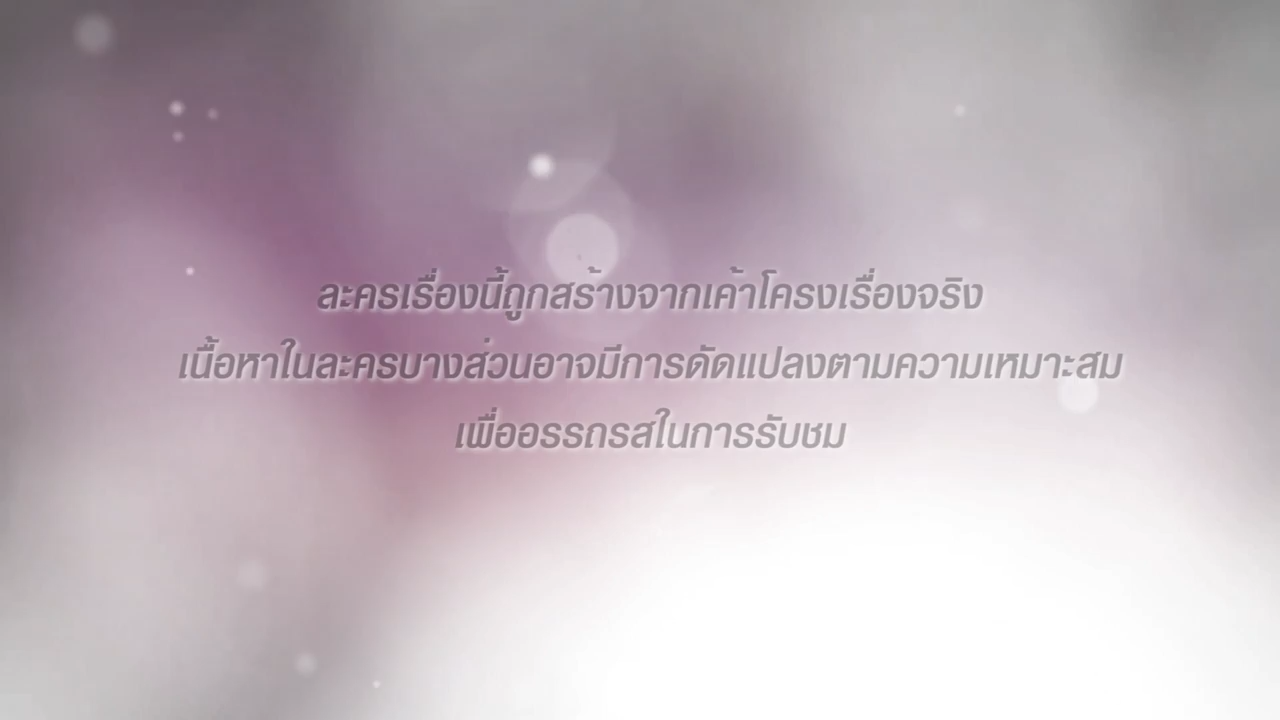 ละครเรื่องนี้ถูกสร้างจากเค้าโครงเรื่องจริง
เนื้อหาในละครบางส่วนอาจมีการดัดแปลงตามความเหมาะสม
เพื่ออรรถรสในการรับชม